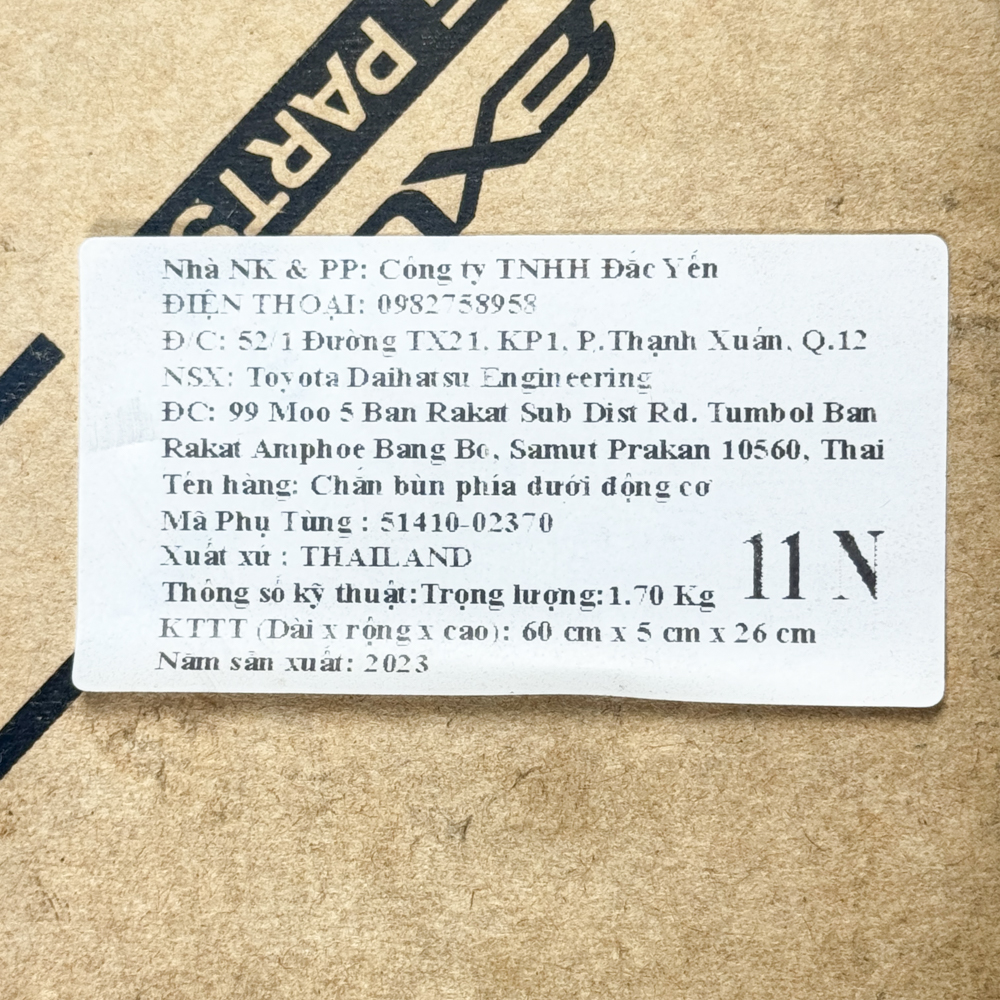 PARTS
Nhà NK & PP: Công ty TNHH Đắc Yến
ĐIỆN THOẠI: 0982758958
Đ/C: 52/1 Đường TX21, KP1, P.Thạnh Xuân, Q.12
NSX: Toyota Daihatsu Engineering
ĐC: 99 Moo 5 Ban Rakat Sub Dist Rd. Tumbol Ban
Rakat Amphoe Bang Bo, Samut Prakan 10560, Thai
Tên hàng: Chắn bùn phía dưới động cơ
Mã Phụ Tùng : 51410-02370
Xuất xứ : THAILAND
11 N
Thông số kỹ thuật:Trọng lượng:1.70 Kg
KTTT (Dài x rộng x cao): 60 cm x 5 cm x 26 cm
Năm sản xuất: 2023